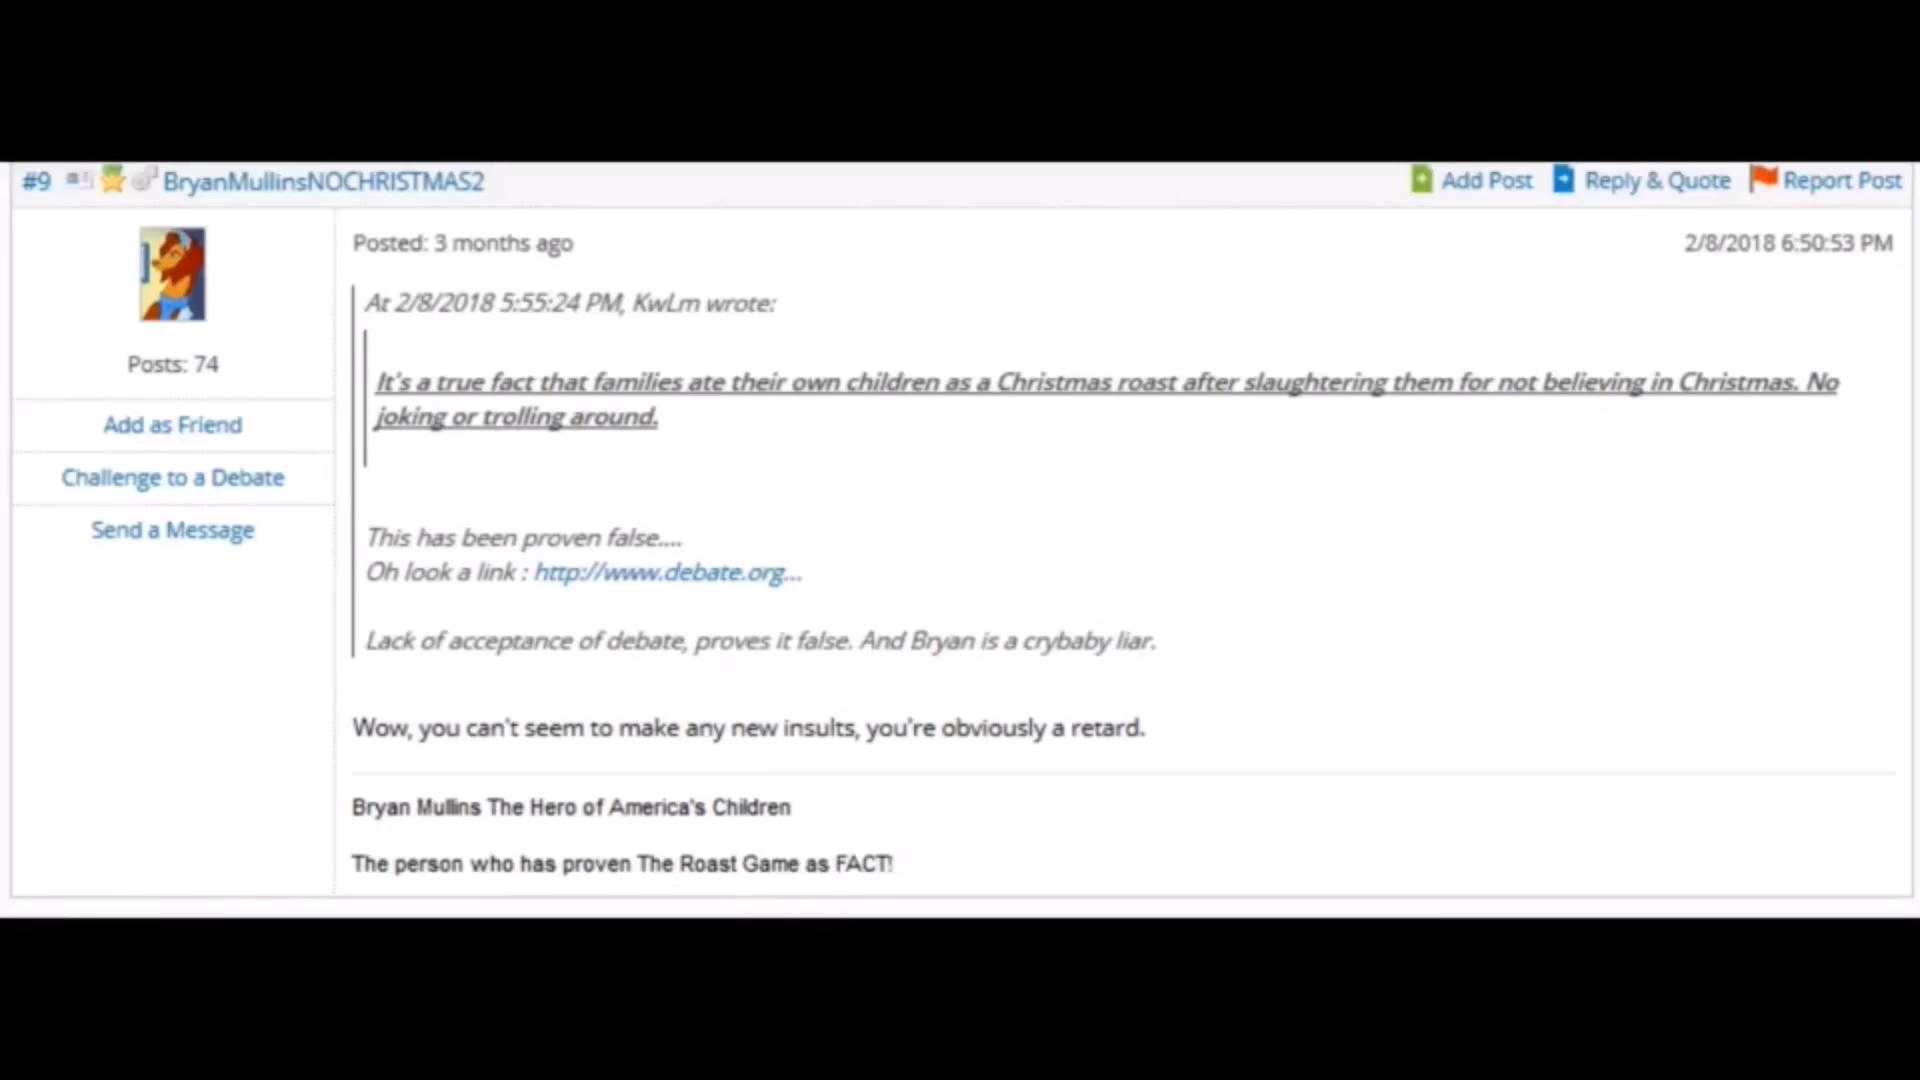 #9 BryanMullinsNOCHRISTMAS2 Add Post Reply & Quote Report Post
Posts: 74
Add as Friend
Challenge to a Debate
Send a Message
Posted: 3 months ago 2/8/2018 6:50:53 PM
At 2/8/2018 5:55:24 PM, KwLm wrote:
It's a true fact that families ate their own children as a Christmas roast after slaughtering them for not believing in Christmas. No
joking or trolling around.
This has been proven false....
Oh look a link : http://www.debate.org...
Lack of acceptance of debate, proves it false. And Bryan is a crybaby liar.
Wow, you can't seem to make any new insults, you're obviously a retard.
Bryan Mullins The Hero of America's Children
The person who has proven The Roast Game as FACT!